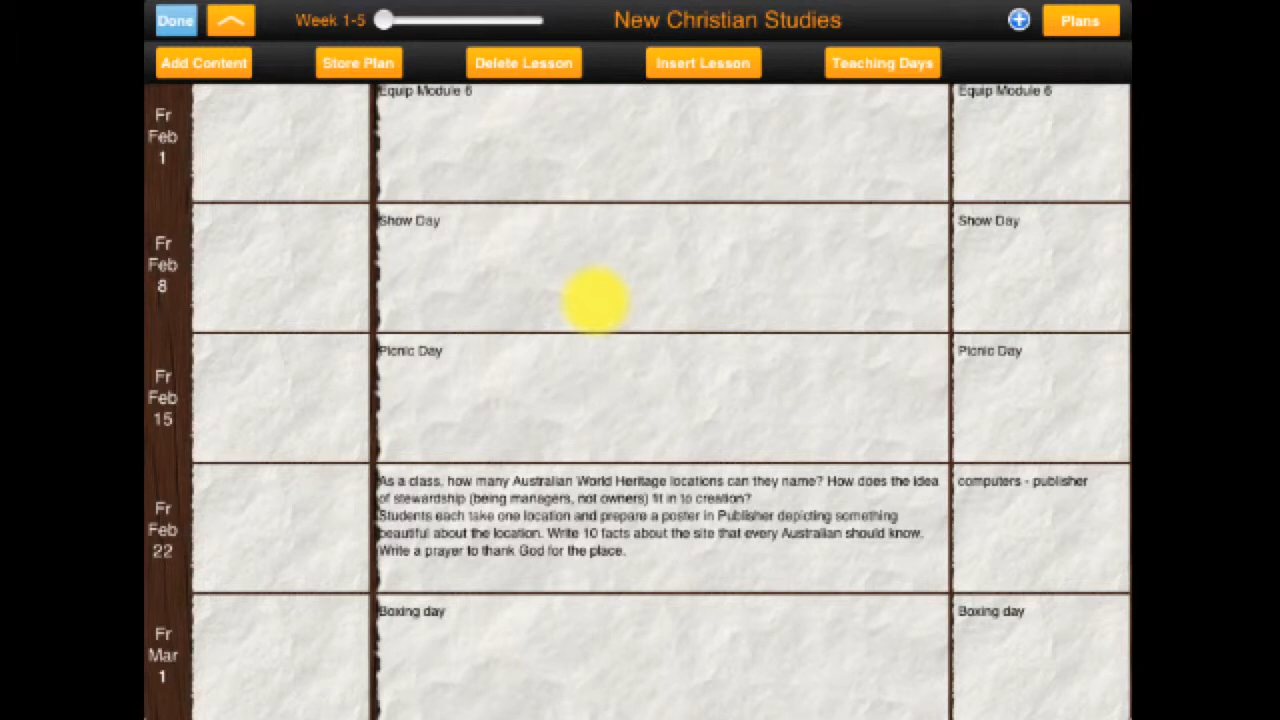 Done
Week 1-5
New Christian Studies
Plans
Add Content
Store Plan
Delete Lesson
Insert Lesson
Teaching Days
Fr
Feb
1
Equip Module 6
Equip Module 6
Fr
Feb
8
Show Day
Show Day
Fr
Feb
15
Picnic Day
Picnic Day
Fr
Feb
22
As a class, how many Australian World Heritage locations can they name? How does the idea
of stewardship (being managers, not owners) fit in to creation?
Students each take one location and prepare a poster in Publisher depicting something
beautiful about the location. Write 10 facts about the site that every Australian should know.
Write a prayer to thank God for the place.
computers - publisher
Fr
Mar
1
Boxing day
Boxing day